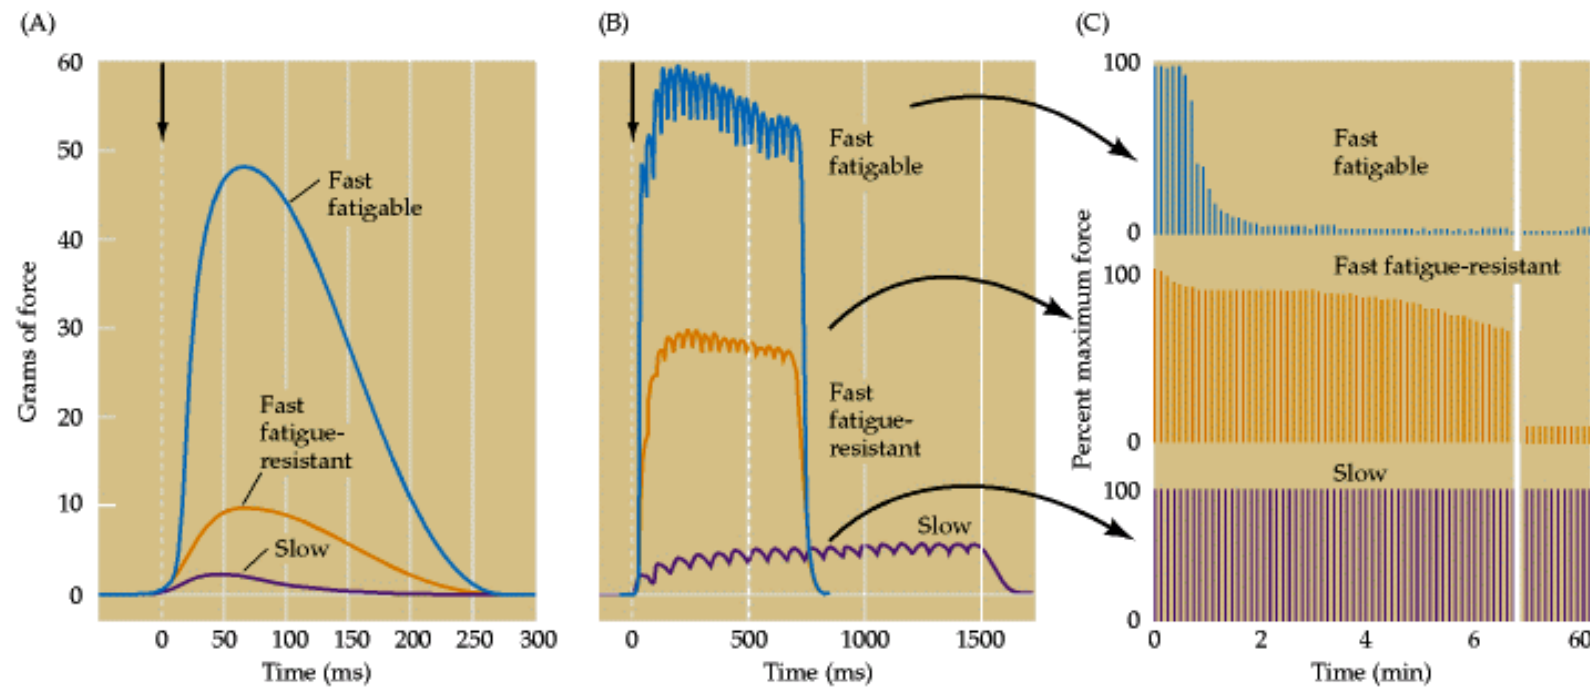 (A)
60
50
40
30
20
10
0
Grams of force
Fast
fatigable
Fast
fatigue-
resistant
Slow
0 50 100 150 200 250 300
Time (ms)
(B)
Fast
fatigable
Fast
fatigue-
resistant
Slow
0 500 1000 1500
Time (ms)
(C)
Percent maximum force
100
Fast
fatigable
0
100
Fast fatigue-resistant
0
Slow
100
0
0 2 4 6 60
Time (min)